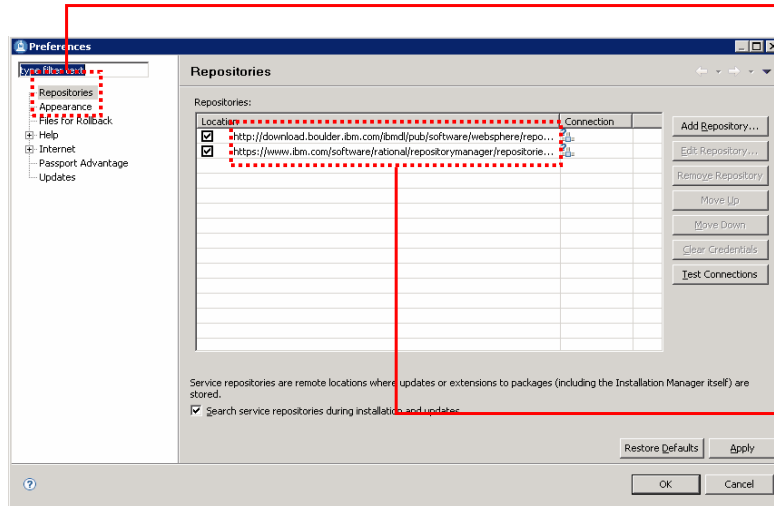 Preferences
type filter text
Repositories
Appearance
Files for Rollback
Help
Internet
Passport Advantage
Updates
Repositories
Repositories:
Location Connection
http://download.boulder.ibm.com/ibmdl/pub/software/websphere/repo...
https://www.ibm.com/software/rational/repositorymanager/repositorie...
Add Repository...
Edit Repository...
Remove Repository
Move Up
Move Down
Clear Credentials
Test Connections
Service repositories are remote locations where updates or extensions to packages (including the Installation Manager itself) are
stored.
Search service repositories during installation and updates
Restore Defaults Apply
OK Cancel